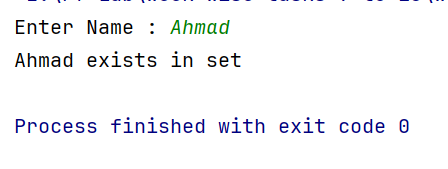 Enter Name : Ahmad
Ahmad exists in set
Process finished with exit code 0